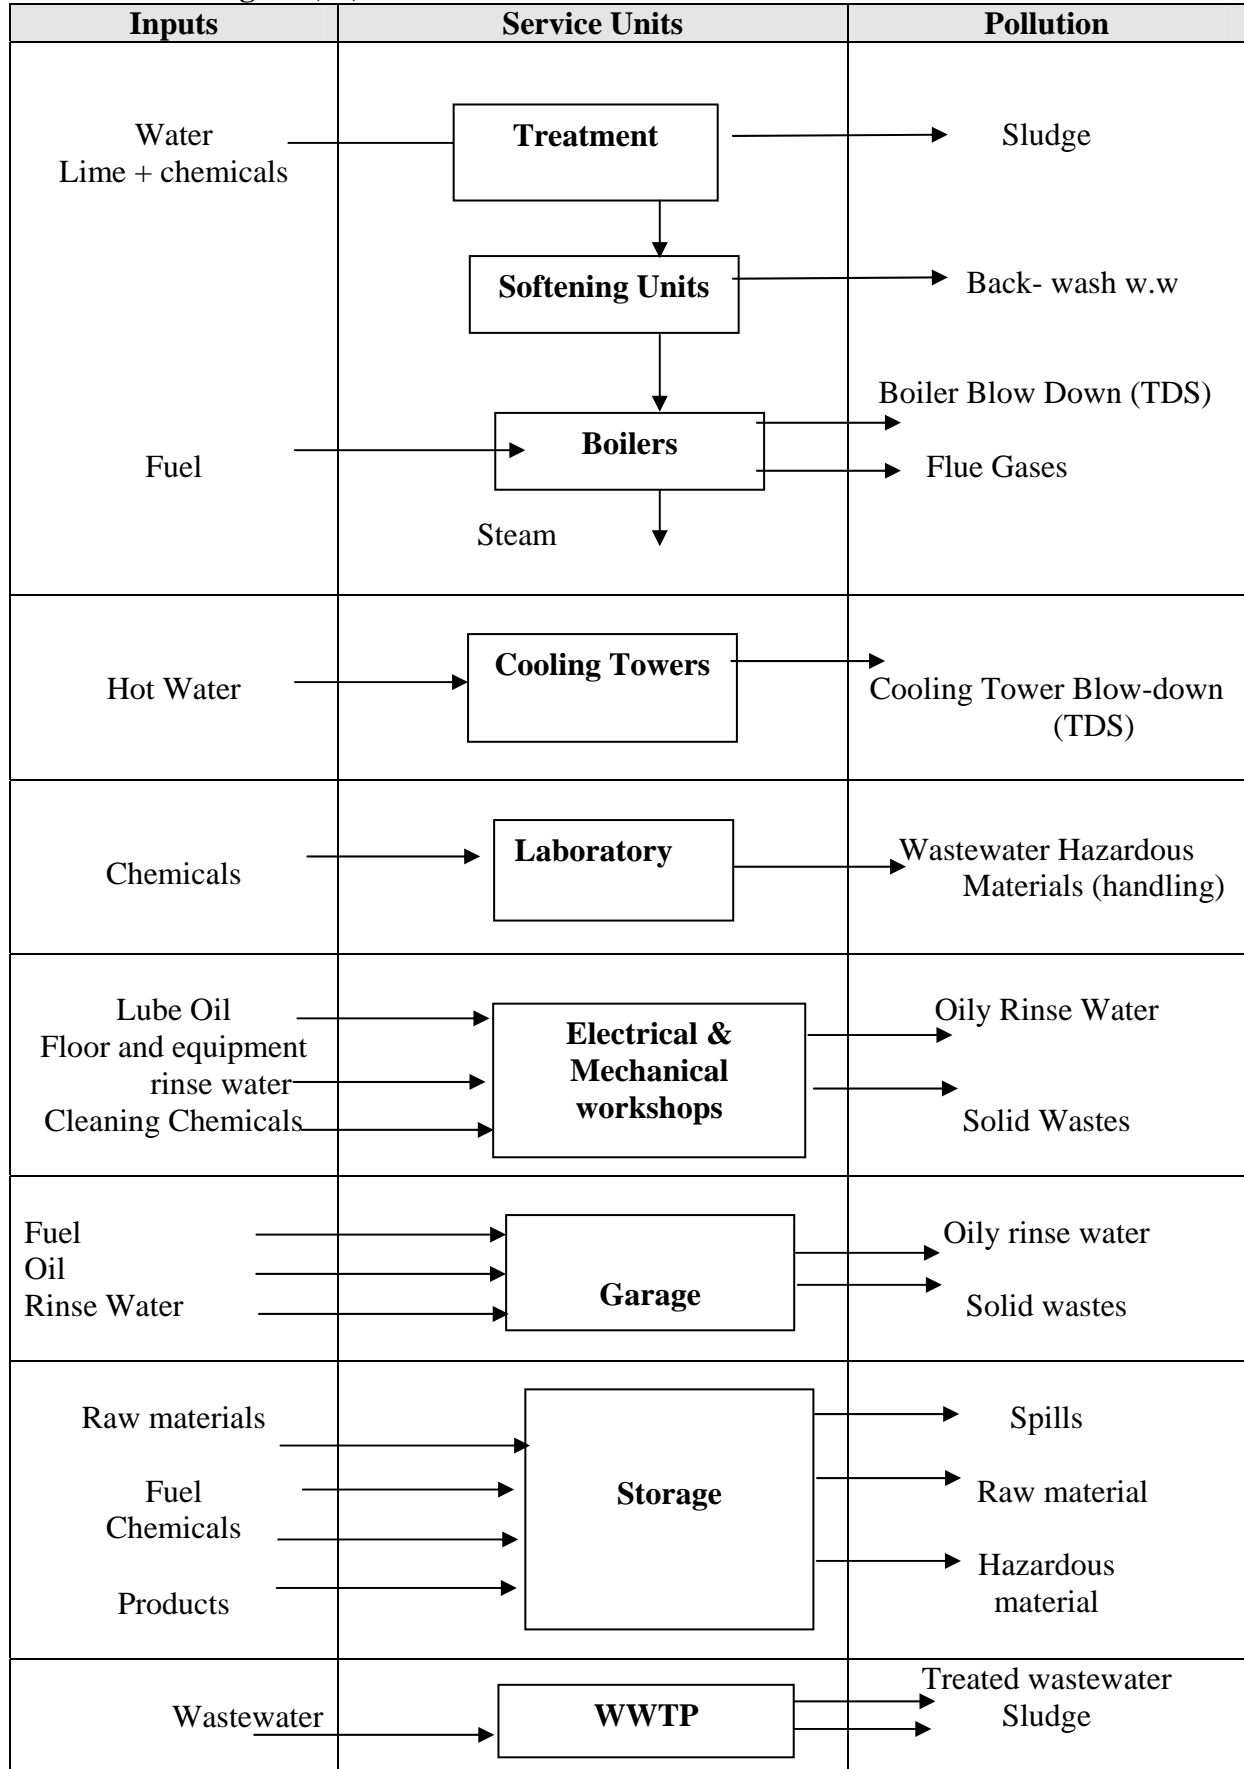 Inputs
Service Units
Pollution
Water
Lime + chemicals
Treatment
Sludge
Softening Units
Back- wash w.w
Boiler Blow Down (TDS)
Fuel
Boilers
Flue Gases
Steam
Hot Water
Cooling Towers
Cooling Tower Blow-down
(TDS)
Chemicals
Laboratory
Wastewater Hazardous
Materials (handling)
Lube Oil
Floor and equipment
rinse water
Cleaning Chemicals
Electrical &
Mechanical
workshops
Oily Rinse Water
Solid Wastes
Fuel
Oil
Rinse Water
Garage
Oily rinse water
Solid wastes
Raw materials
Fuel
Chemicals
Products
Storage
Spills
Raw material
Hazardous
material
Wastewater
WWTP
Treated wastewater
Sludge